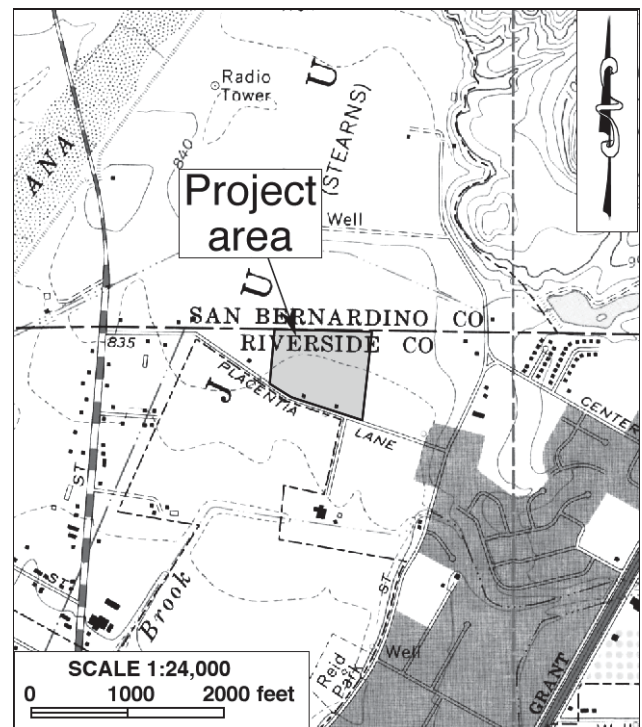 Radio
Tower
U
(STEARNS)
ANA
840
Project
area
Well
U
SAN BERNARDINO CO
RIVERSIDE CO
835
J
PLACENTIA
LANE
CENTER
ST
ST
ST
Brook
Reid
Park
Well
GRANT
SCALE 1:24,000
0 1000 2000 feet